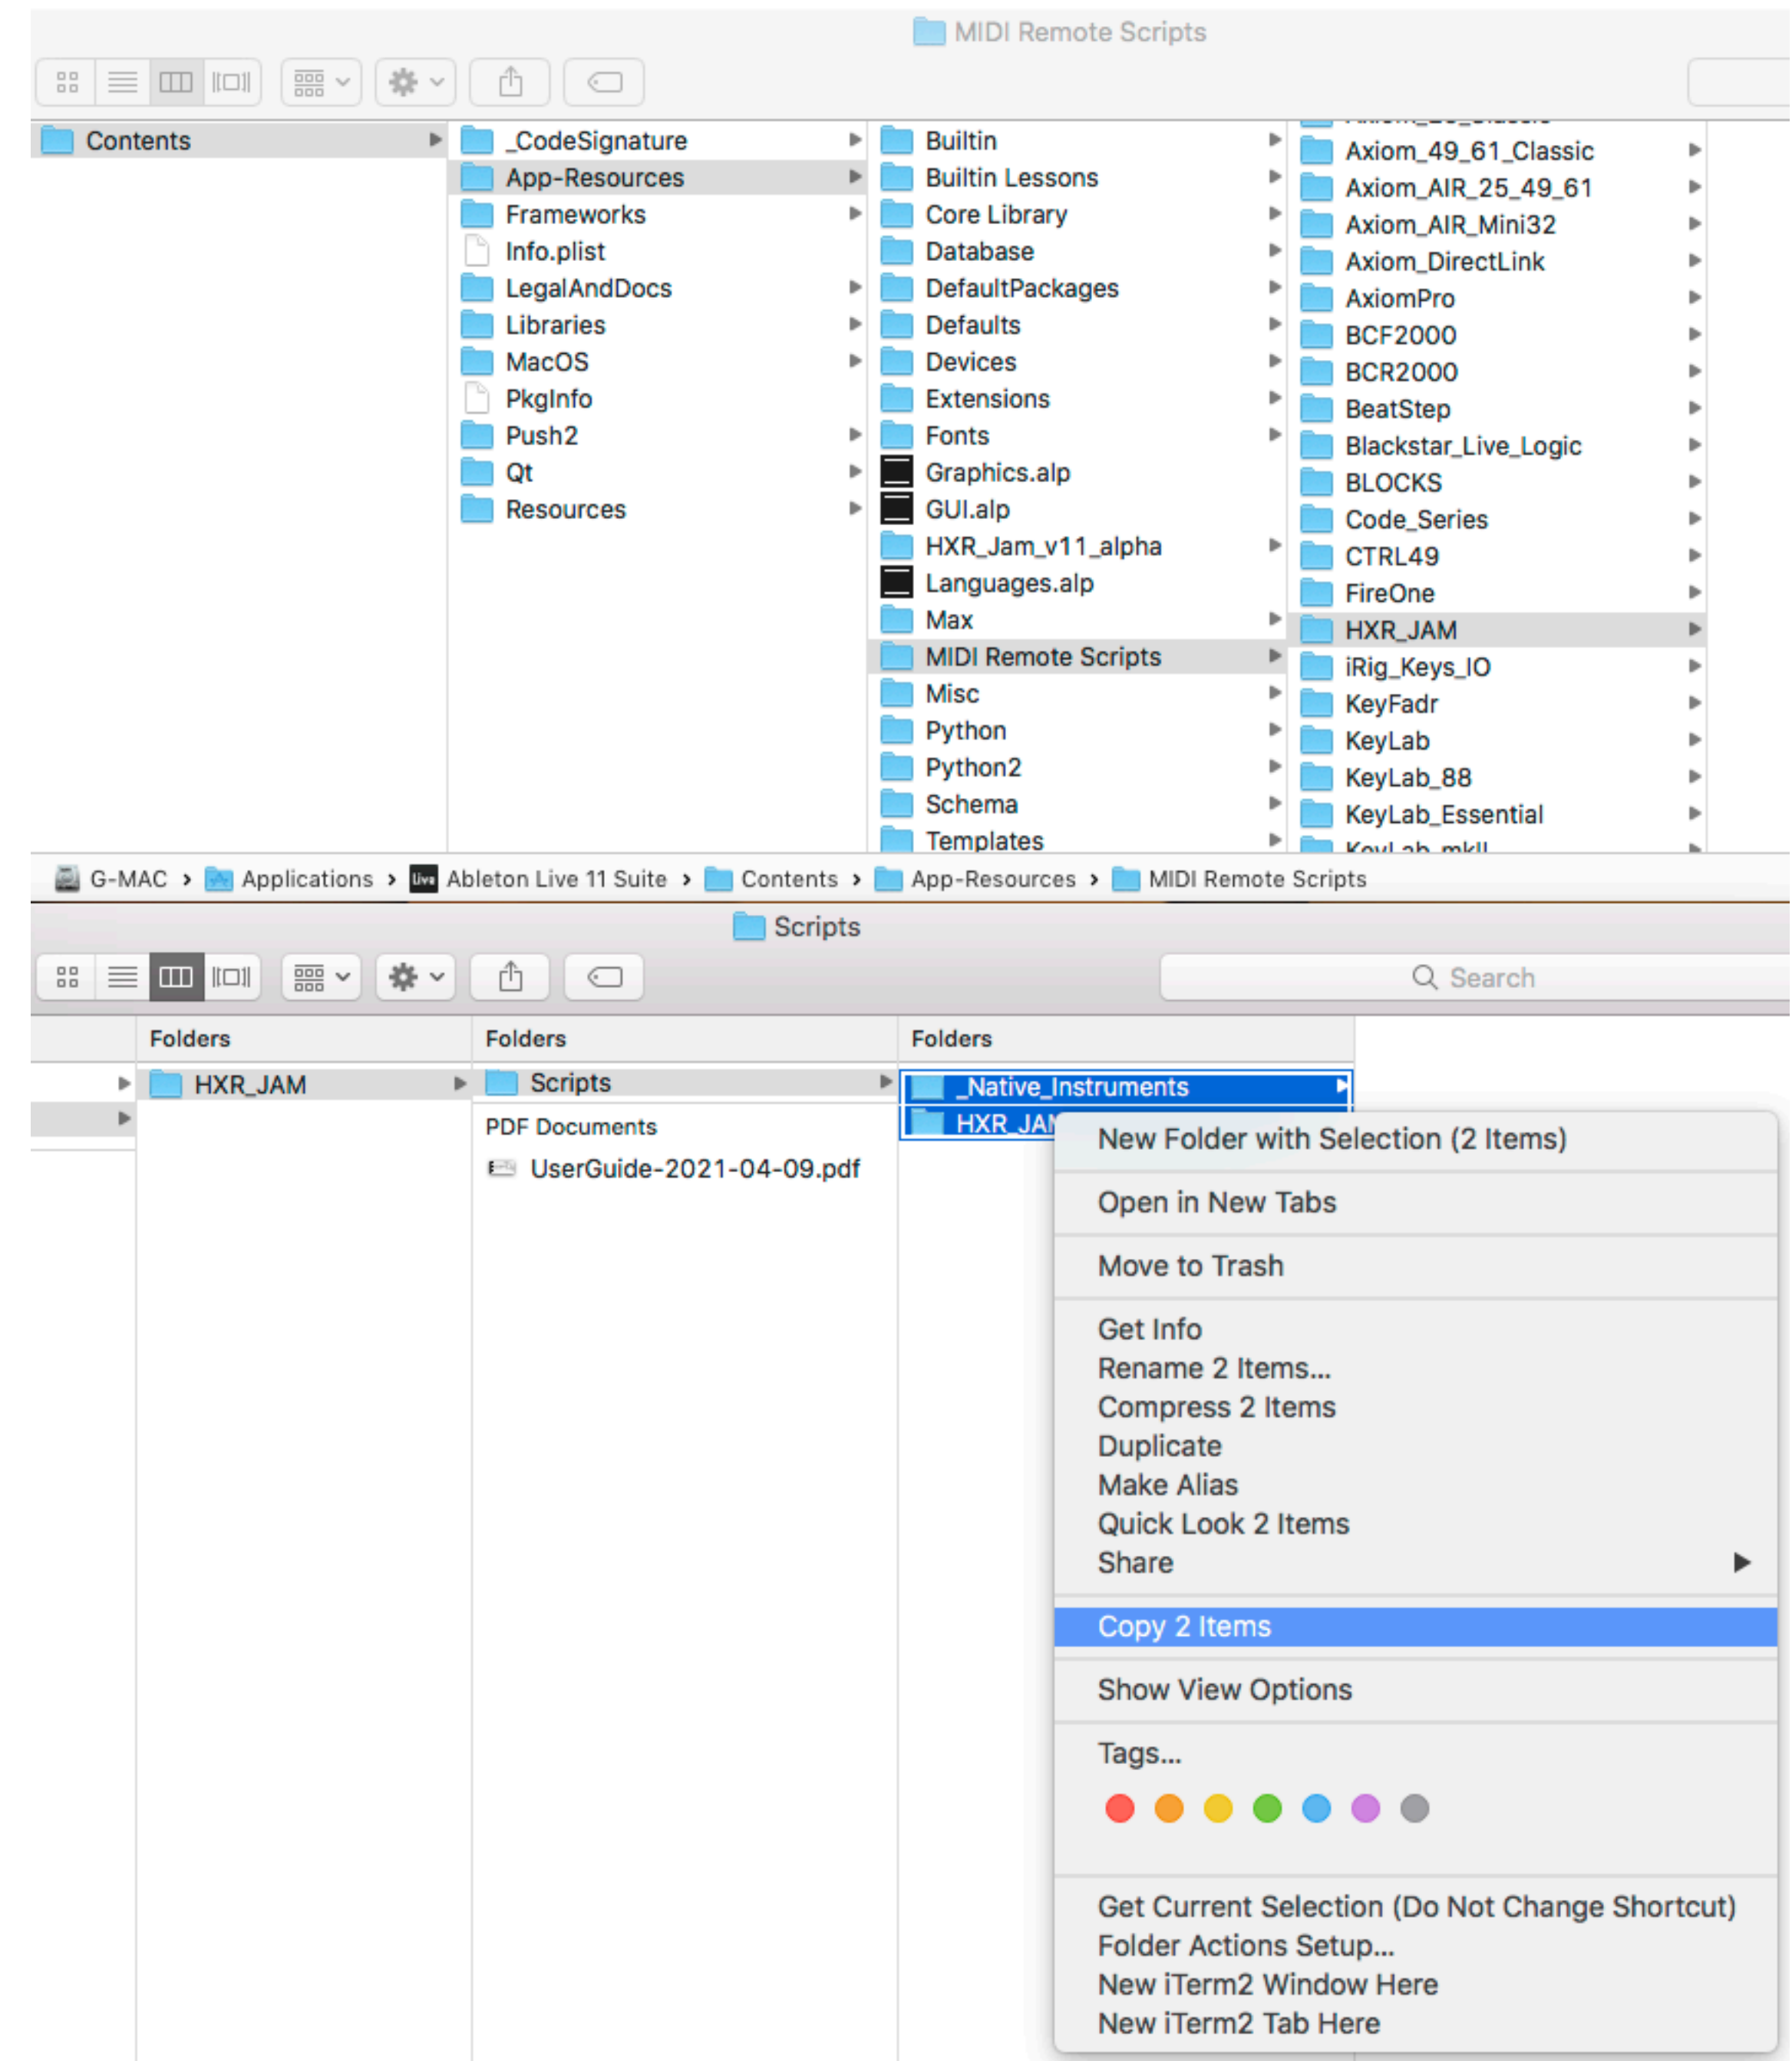 MIDI Remote Scripts
Contents
_CodeSignature
App-Resources
Frameworks
Info.plist
LegalAndDocs
Libraries
MacOS
PkgInfo
Push2
Qt
Resources
Builtin
Builtin Lessons
Core Library
Database
DefaultPackages
Defaults
Devices
Extensions
Fonts
Graphics.alp
GUI.alp
HXR_Jam_v11_alpha
Languages.alp
Max
MIDI Remote Scripts
Misc
Python
Python2
Schema
Templates
Axiom_49_61_Classic
Axiom_AIR_25_49_61
Axiom_AIR_Mini32
Axiom_DirectLink
AxiomPro
BCF2000
BCR2000
BeatStep
Blackstar_Live_Logic
BLOCKS
Code_Series
CTRL49
FireOne
HXR_JAM
iRig_Keys_IO
KeyFadr
KeyLab
KeyLab_88
KeyLab_Essential
KeyLab_mkII
G-MAC › Applications › Ableton Live 11 Suite › Contents › App-Resources › MIDI Remote Scripts
Scripts
Search
Folders
Folders
Folders
HXR_JAM
Scripts
PDF Documents
UserGuide-2021-04-09.pdf
_Native_Instruments
HXR_JAM
New Folder with Selection (2 Items)
Open in New Tabs
Move to Trash
Get Info
Rename 2 Items...
Compress 2 Items
Duplicate
Make Alias
Quick Look 2 Items
Share
Copy 2 Items
Show View Options
Tags...
Get Current Selection (Do Not Change Shortcut)
Folder Actions Setup...
New iTerm2 Window Here
New iTerm2 Tab Here